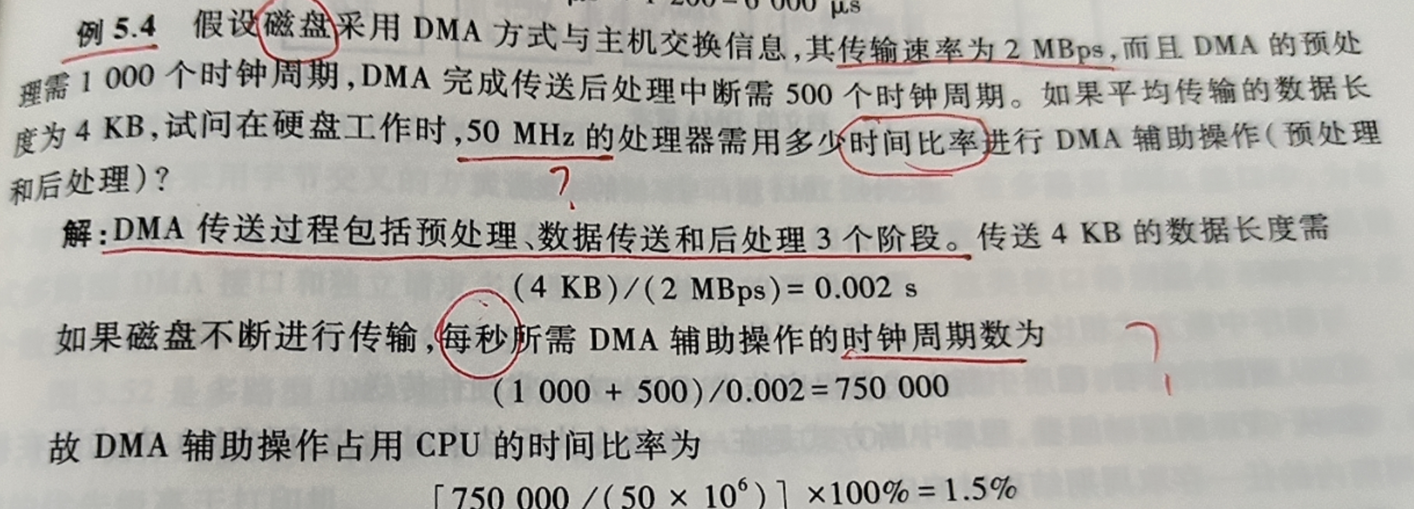 1 200=6 000 μs
例 5.4 假设磁盘采用 DMA 方式与主机交换信息,其传输速率为 2 MBps,而且 DMA 的预处
理需 1 000 个时钟周期,DMA 完成传送后处理中断需 500 个时钟周期。如果平均传输的数据长
度为 4 KB,试问在硬盘工作时,50 MHz 的处理器需用多少时间比率进行 DMA 辅助操作(预处理
和后处理)?
?
解:DMA 传送过程包括预处理、数据传送和后处理 3 个阶段。传送 4 KB 的数据长度需
(4 KB)/(2 MBps)= 0.002 s
如果磁盘不断进行传输,每秒所需 DMA 辅助操作的时钟周期数为
?
(1 000 + 500)/0.002 = 750 000
故 DMA 辅助操作占用 CPU 的时间比率为
[750 000 /(50 × 10⁶)] ×100% = 1.5%